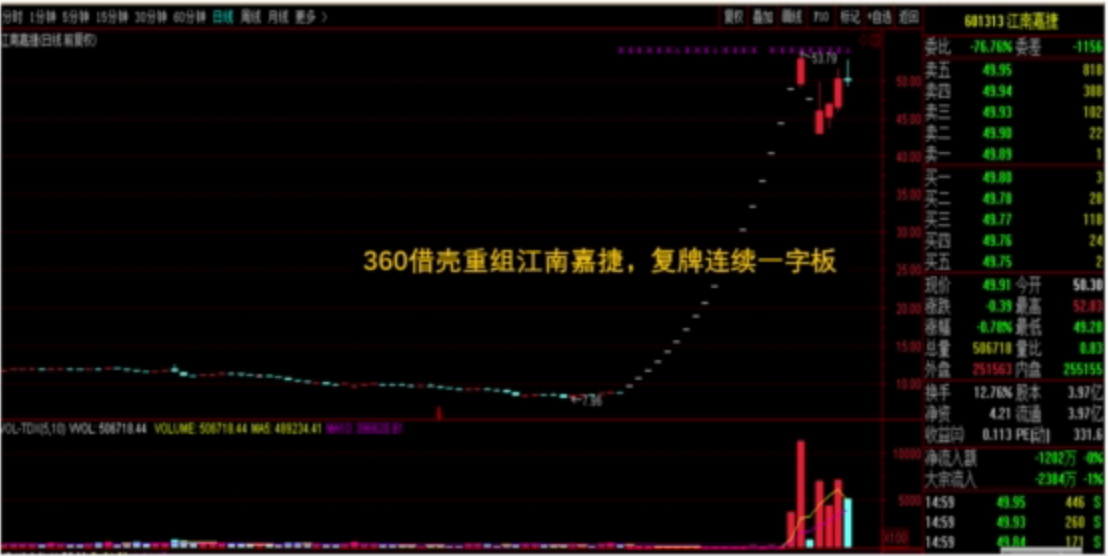 分时 1分钟 5分钟 15分钟 30分钟 60分钟 日线 周线 月线 更多 >
复权 叠加 画线 F10 标记 +自选 返回
601313 江南嘉捷
江南嘉捷(日线.前复权)
委比 -76.76% 委差 -1156
卖五 49.95 818
卖四 49.94 388
卖三 49.93 102
卖二 49.90 22
卖一 49.89 1
买一 49.80 3
买二 49.78 28
买三 49.77 118
买四 49.76 24
买五 49.75 2
现价 49.91 今开 50.30
涨跌 -0.39 最高 52.83
涨幅 -0.78% 最低 49.20
总量 506718 量比 0.83
外盘 251563 内盘 255155
换手 12.76% 股本 3.97亿
净资 4.21 流通 3.97亿
收益㈢ 0.113 PE[动] 331.6
净流入额 -1202万 -0%
大宗流入 -2384万 -1%
14:59 49.95 446 S
14:59 49.93 260 S
14:59 49.84 171 S
53.79
50.00
45.00
40.00
35.00
30.00
25.00
20.00
15.00
10.00
360借壳重组江南嘉捷，复牌连续一字板
7.96
VOL-TDX(5,10) VVOL: 506718.44 VOLUME: 506718.44 MA5: 489234.41
10000
5000
X100